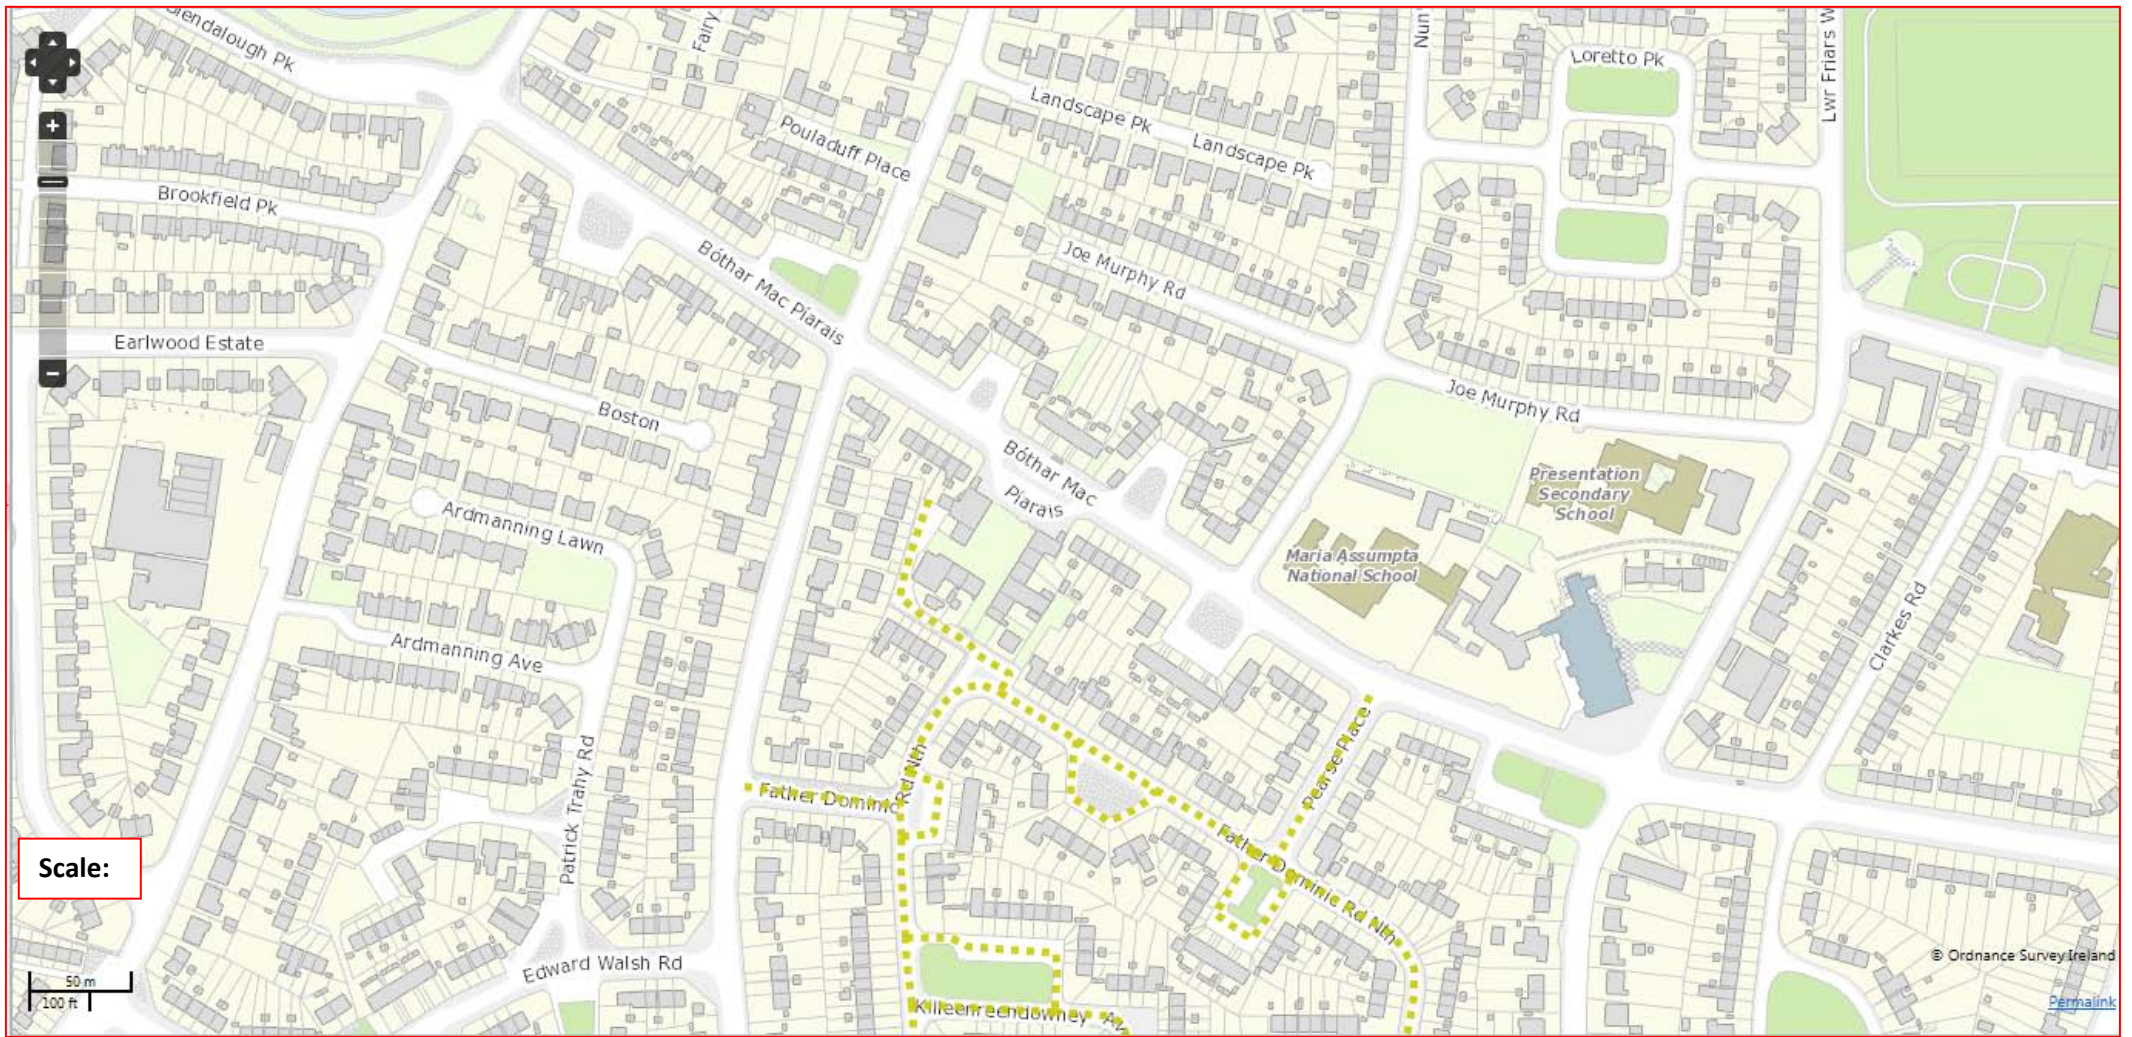 Glendalough Pk
Fairy
Nun
Lwr Friars W
Loretto Pk
Landscape Pk
Landscape Pk
Pouladuff Place
Brookfield Pk
Bóthar Mac Piarais
Joe Murphy Rd
Earlwood Estate
Boston
Joe Murphy Rd
Bóthar Mac
Piarais
Presentation
Secondary
School
Ardmanning Lawn
Maria Assumpta
National School
Ardmanning Ave
Clarkes Rd
Patrick Trahy Rd
Father Dominic
Rd Nth
Pearse Place
Father Dominic Rd Nth
Scale:
Edward Walsh Rd
50 m
100 ft
Killeenreendowney Av
© Ordnance Survey Ireland
Permalink